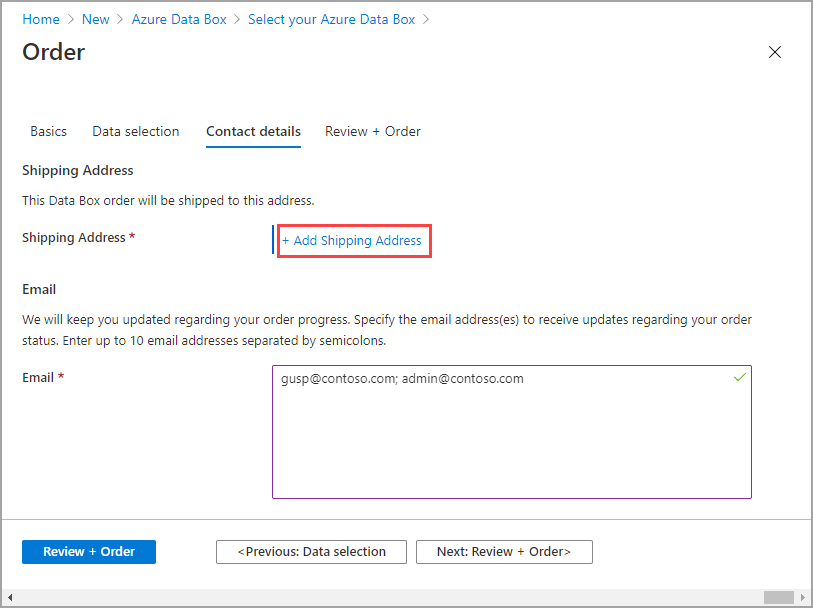 Home > New > Azure Data Box > Select your Azure Data Box >
Order
Basics Data selection Contact details Review + Order
Shipping Address
This Data Box order will be shipped to this address.
Shipping Address *
+ Add Shipping Address
Email
We will keep you updated regarding your order progress. Specify the email address(es) to receive updates regarding your order
status. Enter up to 10 email addresses separated by semicolons.
Email *
gusp@contoso.com; admin@contoso.com
Review + Order <Previous: Data selection Next: Review + Order>